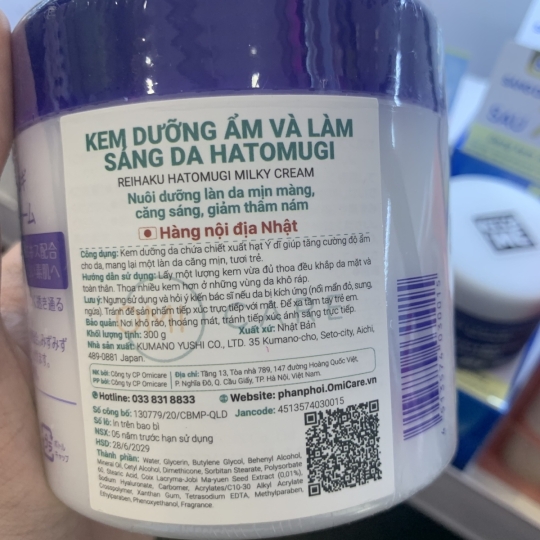 KEM DƯỠNG ẨM VÀ LÀM
SÁNG DA HATOMUGI
REIHAKU HATOMUGI MILKY CREAM
Nuôi dưỡng làn da mịn màng,
căng sáng, giảm thâm nám
Hàng nội địa Nhật
Công dụng: Kem dưỡng da chứa chiết xuất hạt Ý dĩ giúp tăng cường độ ẩm
cho da, mang lại một làn da căng mịn, tươi trẻ.
Hướng dẫn sử dụng: Lấy một lượng kem vừa đủ thoa đều khắp da mặt và
toàn thân. Thoa nhiều kem hơn ở những vùng da khô ráp.
Lưu ý: Ngưng sử dụng và hỏi ý kiến bác sĩ nếu da bị kích ứng (nổi mẩn đỏ, sưng,
ngứa). Tránh để sản phẩm tiếp xúc trực tiếp với mắt. Để xa tầm tay trẻ em.
Bảo quản: Nơi khô ráo, thoáng mát, tránh tiếp xúc ánh sáng trực tiếp.
Khối lượng tịnh: 300 g Xuất xứ: Nhật Bản
Nhà sản xuất: KUMANO YUSHI CO., LTD. 35 Kumano-cho, Seto-city, Aichi,
489-0881 Japan.
NK bởi: Công ty CP Omicare
PP bởi: Công ty CP Omicare
Địa chỉ: Tầng 13, Tòa nhà 789, 147 đường Hoàng Quốc Việt,
P. Nghĩa Đô, Q. Cầu Giấy, TP. Hà Nội, Việt Nam.
Hotline: 033 831 8833 Website: phanphoi.OmiCare.vn
Số công bố: 130779/20/CBMP-QLD Jancode: 4513574030015
Số lô: In trên bao bì
NSX: 05 năm trước hạn sử dụng
HSD: 28/6/2029
Thành phần: Water, Glycerin, Butylene Glycol, Behenyl Alcohol,
Mineral Oil, Cetyl Alcohol, Dimethicone, Sorbitan Stearate, Polysorbate
60, Stearic Acid, Coix Lacryma-Jobi Ma-yuen Seed Extract (0,01%),
Sodium Hyaluronate, Carbomer, Acrylates/C10-30 Alkyl Acrylate
Crosspolymer, Xanthan Gum, Tetrasodium EDTA, Methylparaben,
Ethylparaben, Phenoxyethanol, Fragrance.
SAU